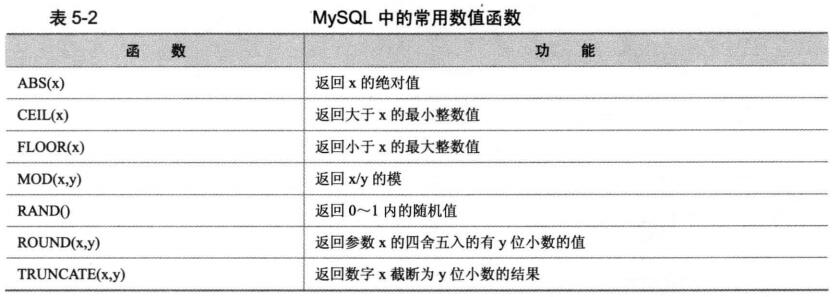 表 5-2 MySQL 中的常用数值函数
函 数 功 能
ABS(x) 返回 x 的绝对值
CEIL(x) 返回大于 x 的最小整数值
FLOOR(x) 返回小于 x 的最大整数值
MOD(x,y) 返回 x/y 的模
RAND() 返回 0～1 内的随机值
ROUND(x,y) 返回参数 x 的四舍五入的有 y 位小数的值
TRUNCATE(x,y) 返回数字 x 截断为 y 位小数的结果